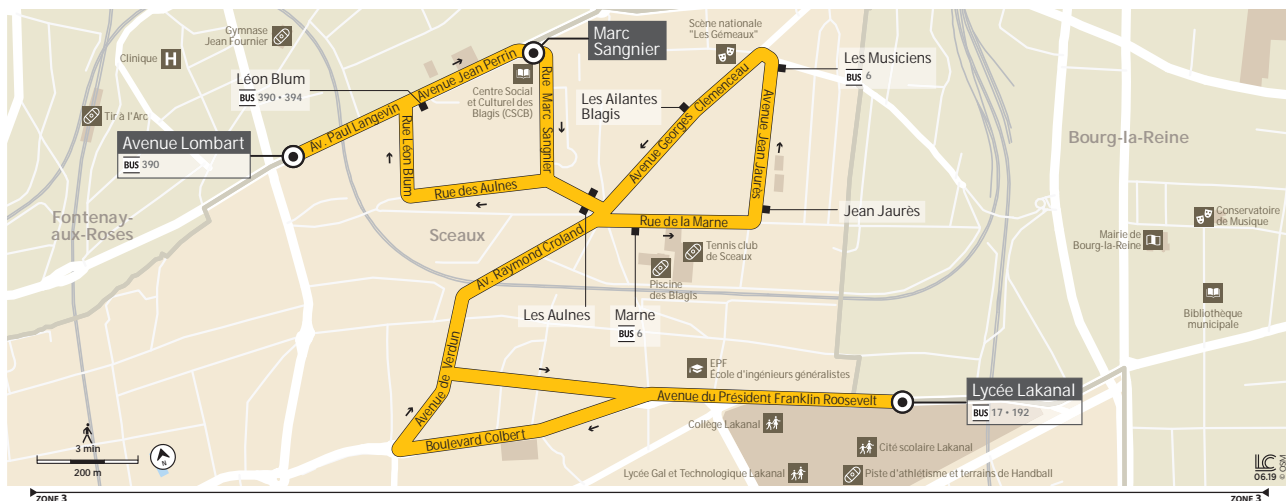 Gymnase
Jean Fournier
Clinique
H
Tir à l'Arc
Léon Blum
BUS 390 • 394
Avenue Lombart
BUS 390
Marc
Sangnier
Centre Social
et Culturel des
Blagis (CSCB)
Scène nationale
"Les Gémeaux"
Les Musiciens
BUS 6
Les Ailantes
Blagis
Av. Paul Langevin
Avenue Jean Perrin
Rue Marc Sangnier
Rue Léon Blum
Rue des Aulnes
Avenue Georges Clemenceau
Avenue Jean Jaurès
Rue de la Marne
Jean Jaurès
Bourg-la-Reine
Conservatoire
de Musique
Mairie de
Bourg-la-Reine
Bibliothèque
municipale
Fontenay-
aux-Roses
Sceaux
Av. Raymond Croland
Tennis club
de Sceaux
Piscine
des Blagis
Les Aulnes
Marne
BUS 6
Avenue de Verdun
EPF
École d'ingénieurs généralistes
Avenue du Président Franklin Roosevelt
Lycée Lakanal
BUS 17 • 192
Boulevard Colbert
Collège Lakanal
Cité scolaire Lakanal
Lycée Gal et Technologique Lakanal
Piste d'athlétisme et terrains de Handball
3 min
200 m
N
LC
06.19
© OSM
ZONE 3
ZONE 3